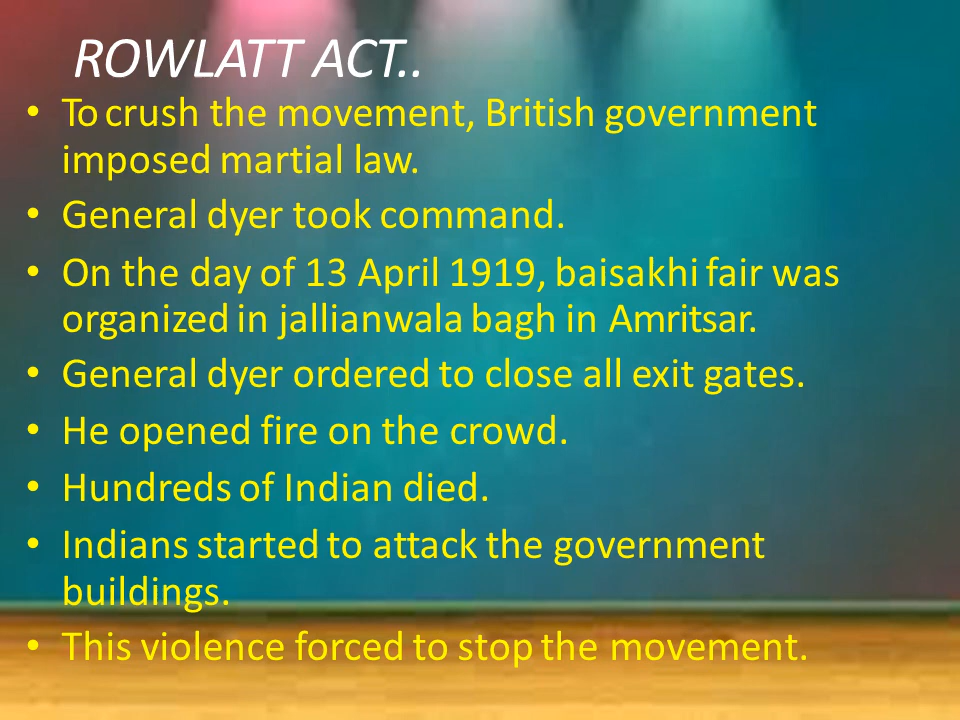 ROWLATT ACT..
• To crush the movement, British government
imposed martial law.
• General dyer took command.
• On the day of 13 April 1919, baisakhi fair was
organized in jallianwala bagh in Amritsar.
• General dyer ordered to close all exit gates.
• He opened fire on the crowd.
• Hundreds of Indian died.
• Indians started to attack the government
buildings.
• This violence forced to stop the movement.